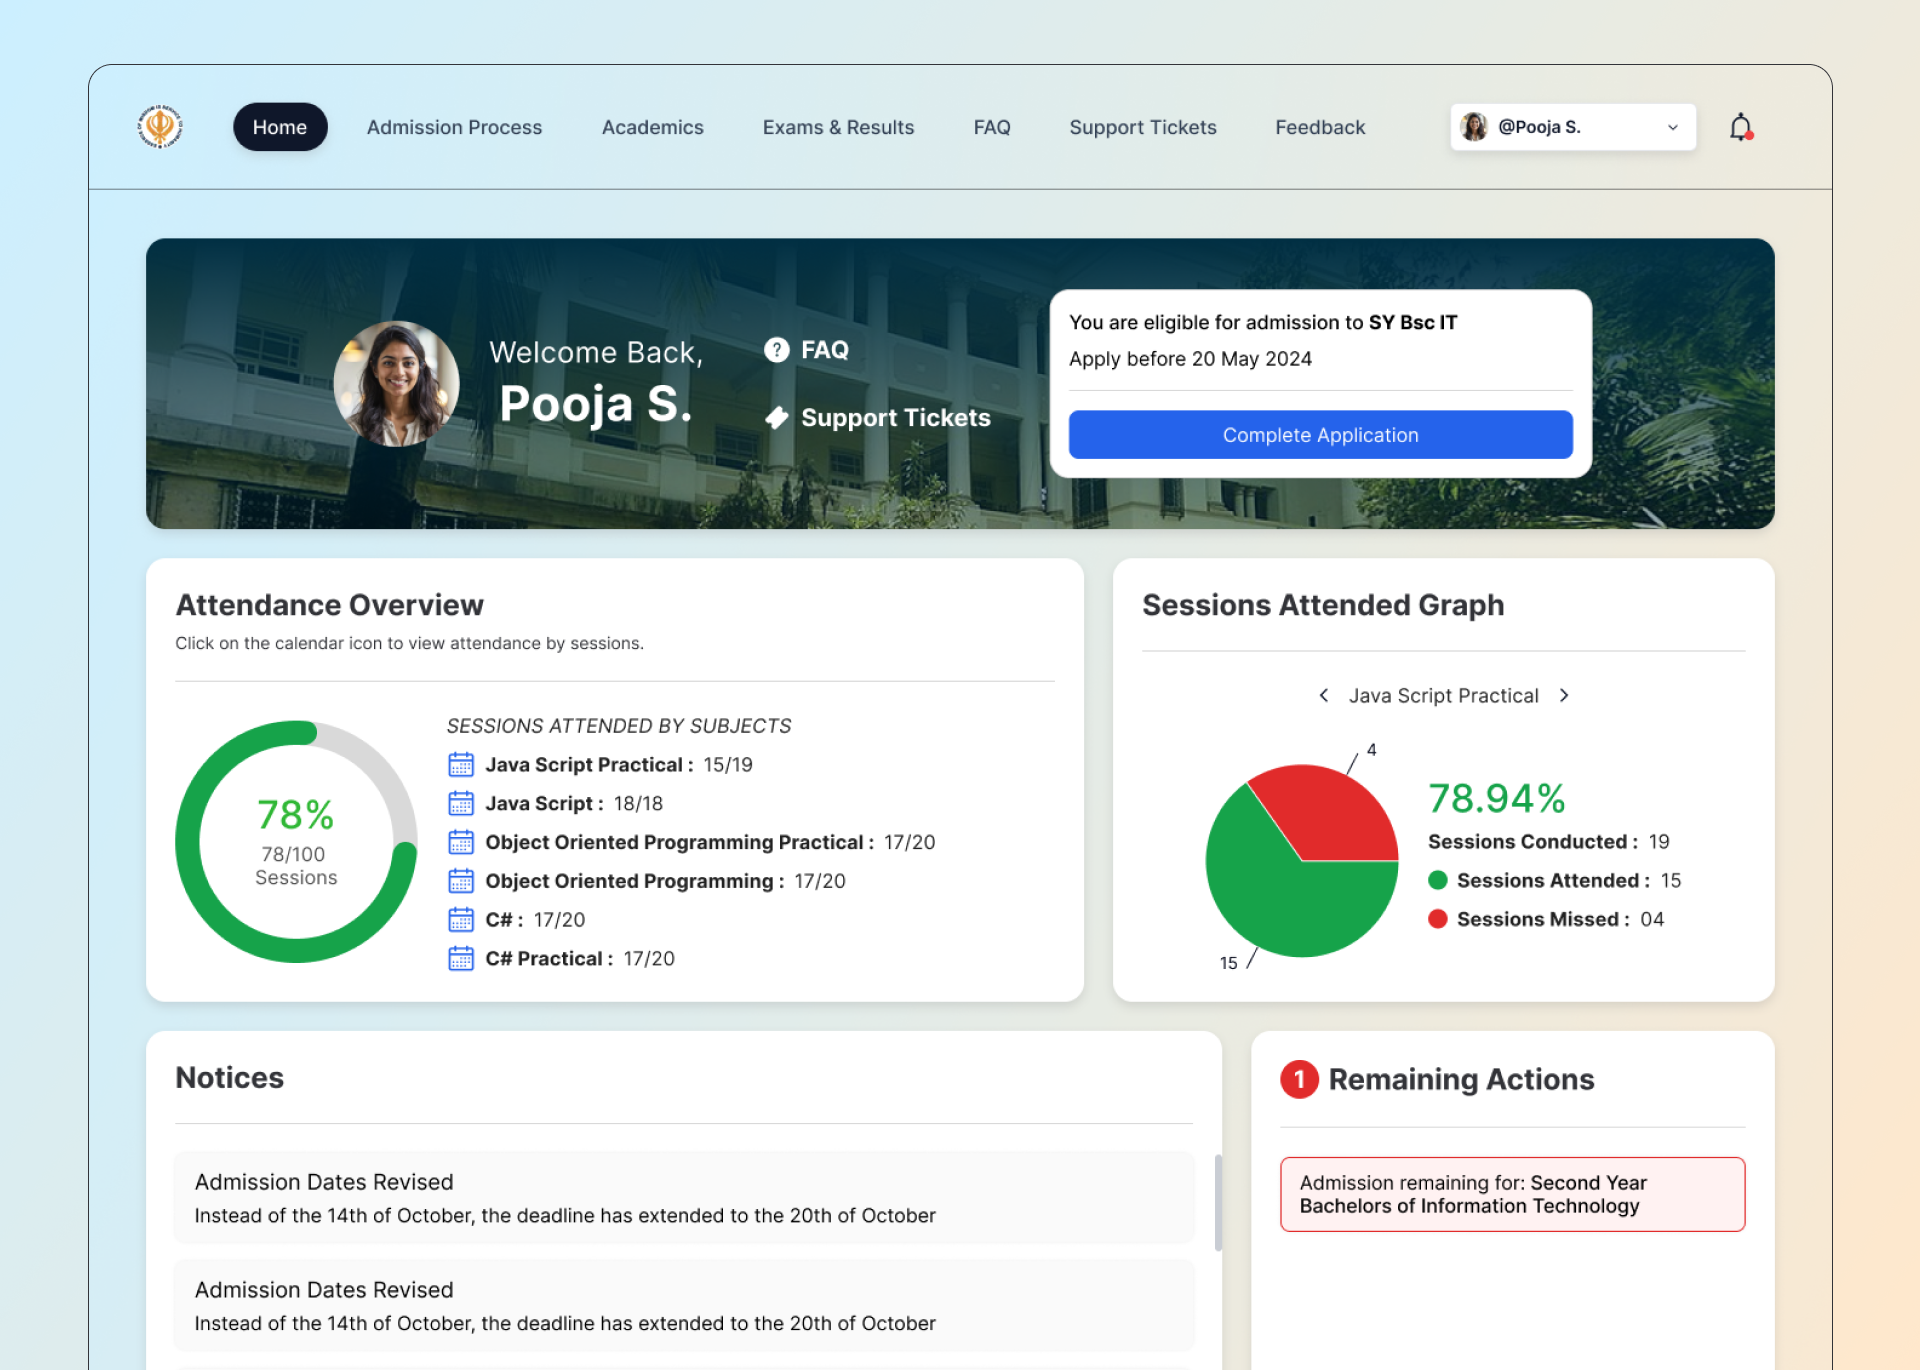 Home
Admission Process
Academics
Exams & Results
FAQ
Support Tickets
Feedback
@Pooja S.
Welcome Back,
Pooja S.
? FAQ
Support Tickets
You are eligible for admission to SY Bsc IT
Apply before 20 May 2024
Complete Application
Attendance Overview
Click on the calendar icon to view attendance by sessions.
78%
78/100
Sessions
SESSIONS ATTENDED BY SUBJECTS
Java Script Practical : 15/19
Java Script : 18/18
Object Oriented Programming Practical : 17/20
Object Oriented Programming : 17/20
C# : 17/20
C# Practical : 17/20
Sessions Attended Graph
Java Script Practical
4
15
78.94%
Sessions Conducted : 19
Sessions Attended : 15
Sessions Missed : 04
Notices
Admission Dates Revised
Instead of the 14th of October, the deadline has extended to the 20th of October
Admission Dates Revised
Instead of the 14th of October, the deadline has extended to the 20th of October
1 Remaining Actions
Admission remaining for: Second Year
Bachelors of Information Technology